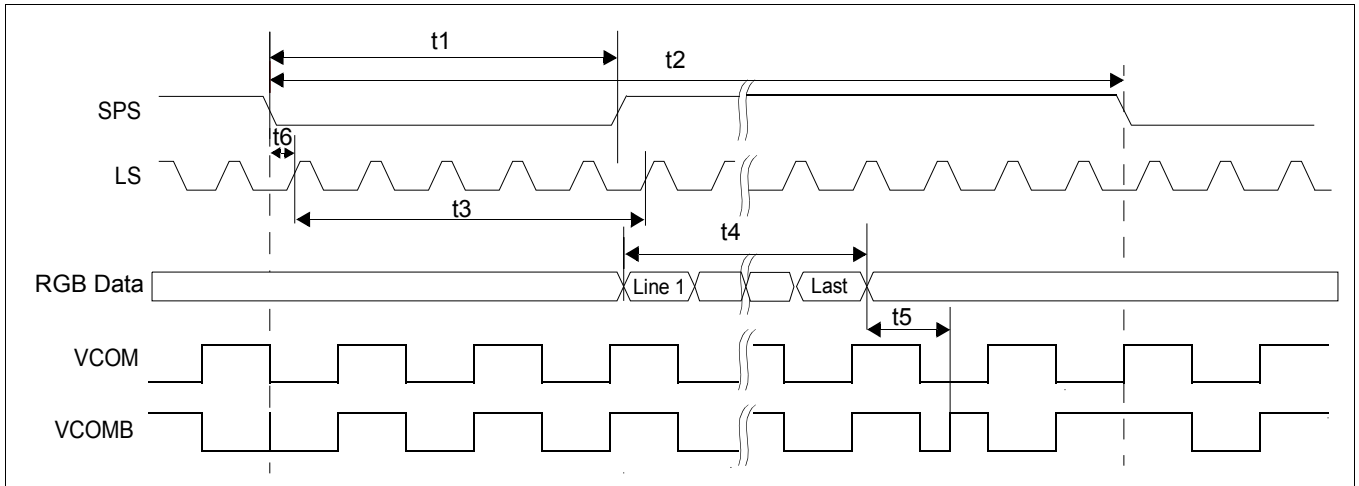 t1
t2
SPS
t6
LS
t3
t4
RGB Data
Line 1
Last
t5
VCOM
VCOMB